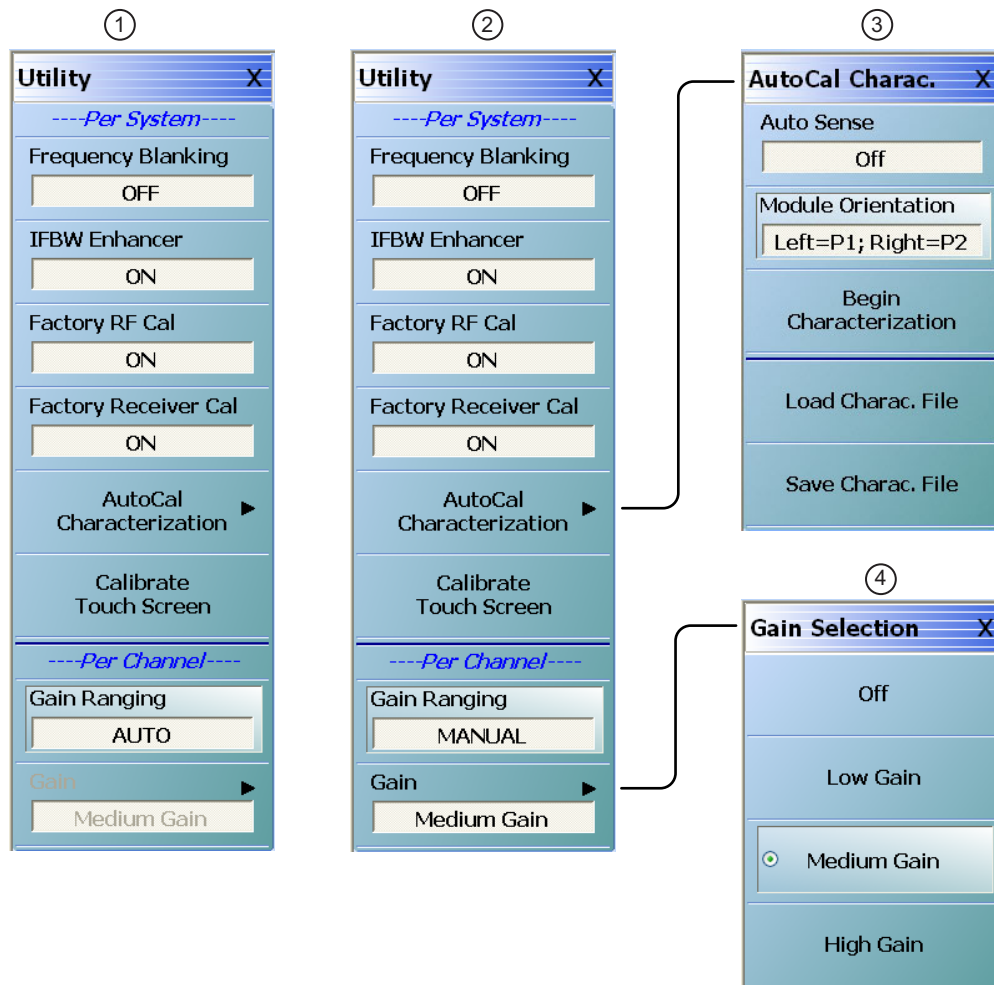 ①
Utility X
----Per System----
Frequency Blanking
OFF
IFBW Enhancer
ON
Factory RF Cal
ON
Factory Receiver Cal
ON
AutoCal
Characterization
Calibrate
Touch Screen
----Per Channel----
Gain Ranging
AUTO
Gain
Medium Gain
②
Utility X
----Per System----
Frequency Blanking
OFF
IFBW Enhancer
ON
Factory RF Cal
ON
Factory Receiver Cal
ON
AutoCal
Characterization
Calibrate
Touch Screen
----Per Channel----
Gain Ranging
MANUAL
Gain
Medium Gain
③
AutoCal Charac. X
Auto Sense
Off
Module Orientation
Left=P1; Right=P2
Begin
Characterization
Load Charac. File
Save Charac. File
④
Gain Selection X
Off
Low Gain
Medium Gain
High Gain